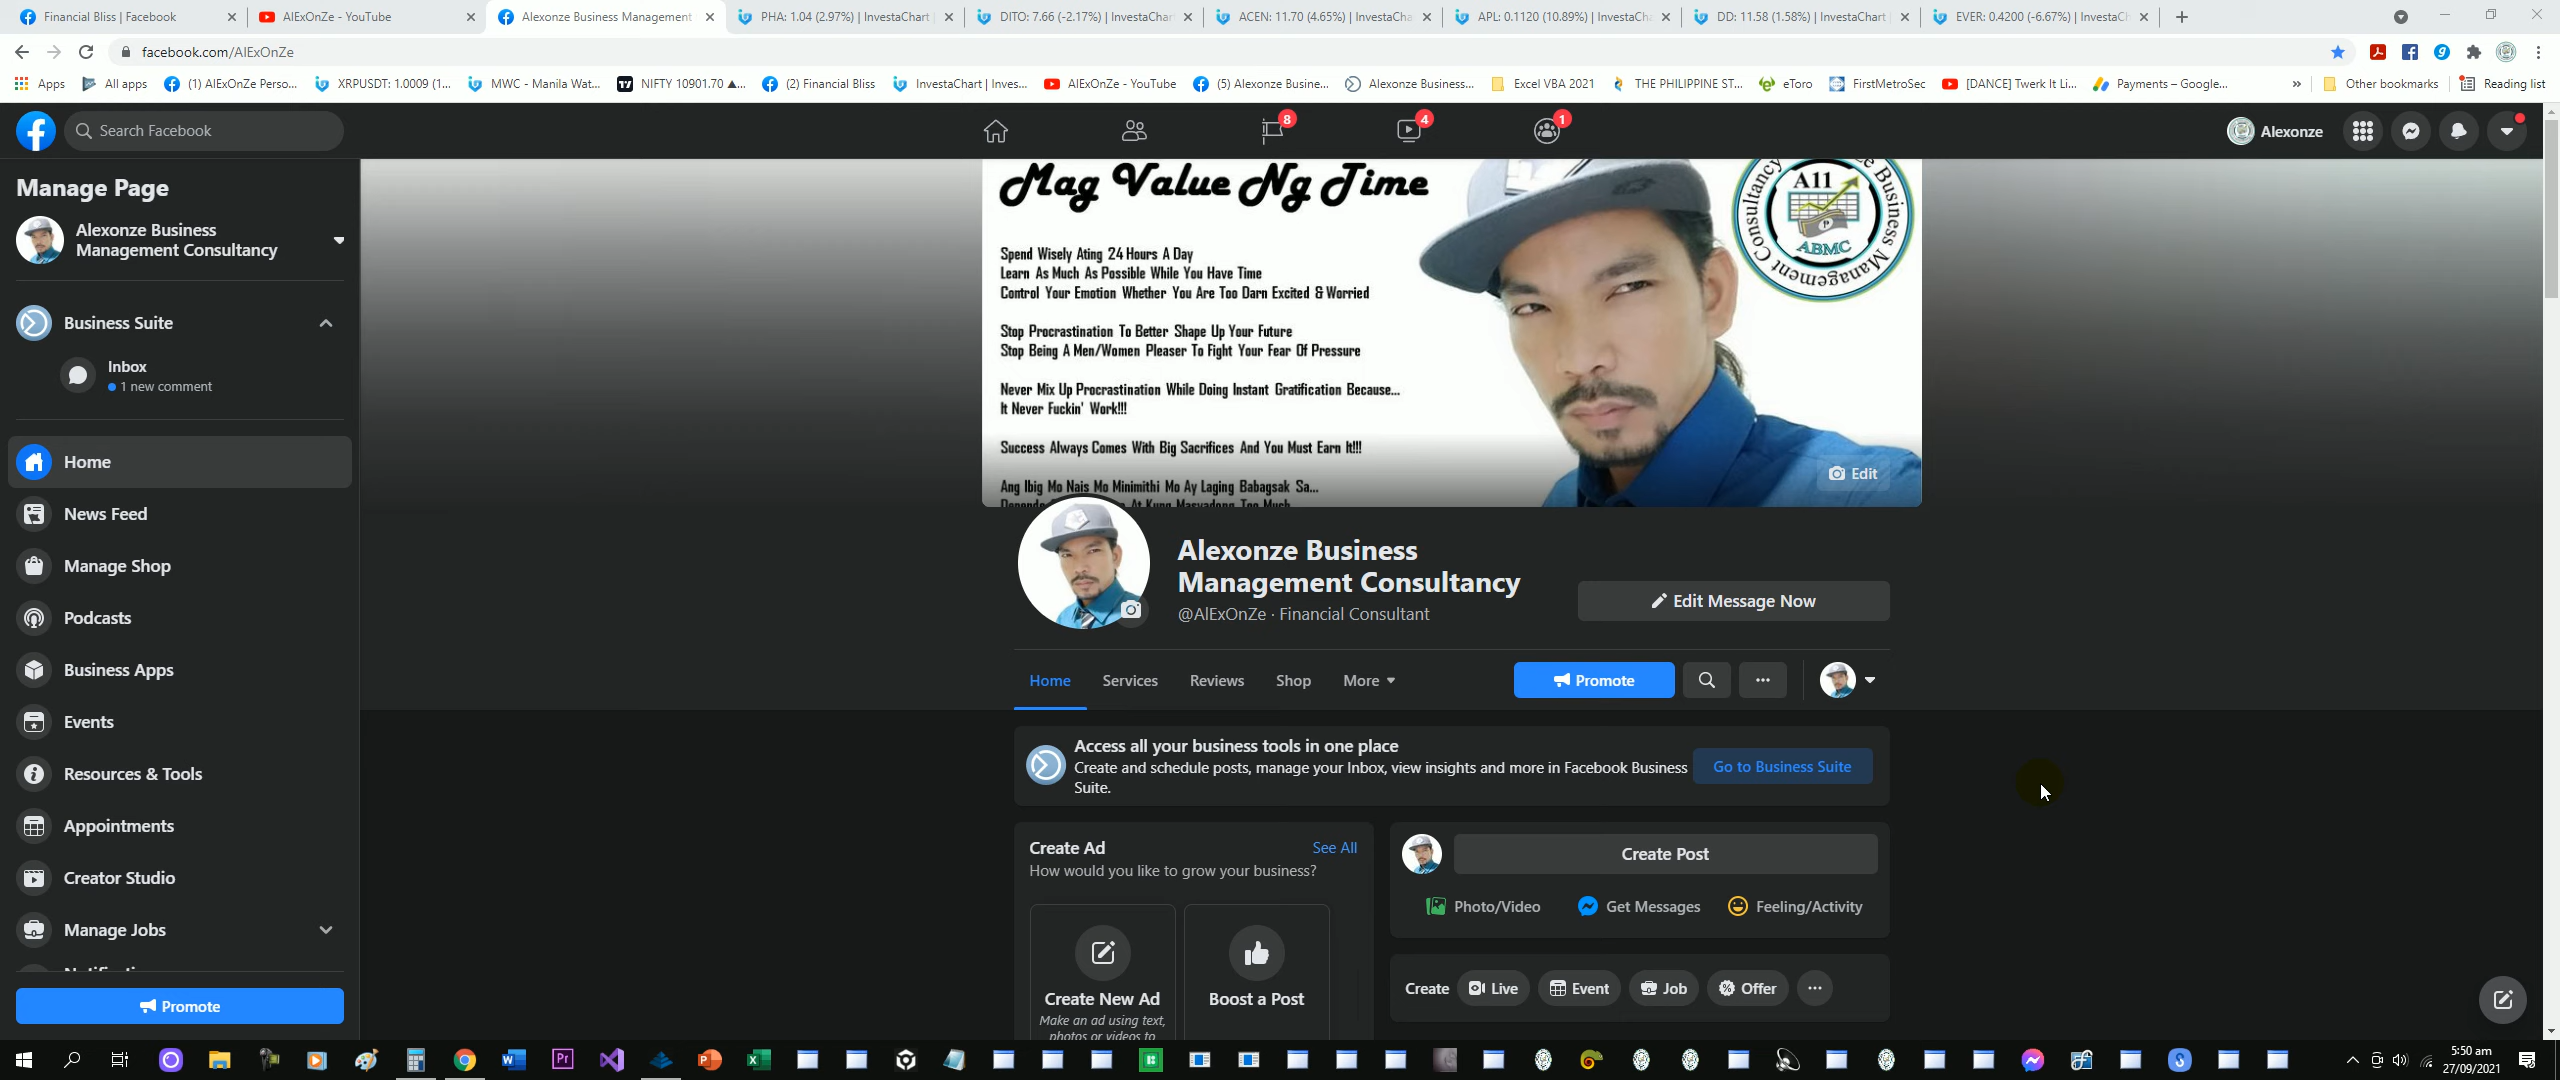 Financial Bliss | Facebook
AlExOnZe - YouTube
Alexonze Business Management
PHA: 1.04 (2.97%) | InvestaChart
DITO: 7.66 (-2.17%) | InvestaChar
ACEN: 11.70 (4.65%) | InvestaCha
APL: 0.1120 (10.89%) | InvestaCh
DD: 11.58 (1.58%) | InvestaChart
EVER: 0.4200 (-6.67%) | InvestaCh
facebook.com/AlExOnZe
Apps
All apps
(1) AlExOnZe Perso...
XRPUSDT: 1.0009 (1...
MWC - Manila Wat...
NIFTY 10901.70 ▲...
(2) Financial Bliss
InvestaChart | Inves...
AlExOnZe - YouTube
(5) Alexonze Busine...
Alexonze Business...
Excel VBA 2021
THE PHILIPPINE ST...
eToro
FirstMetroSec
[DANCE] Twerk It Li...
Payments – Google...
»
Other bookmarks
Reading list
Search Facebook
8
4
1
Alexonze
Manage Page
Alexonze Business
Management Consultancy
Business Suite
Inbox
1 new comment
Home
News Feed
Manage Shop
Podcasts
Business Apps
Events
Resources & Tools
Appointments
Creator Studio
Manage Jobs
Promote
Mag Value Ng Time
Spend Wisely Ating 24 Hours A Day
Learn As Much As Possible While You Have Time
Control Your Emotion Whether You Are Too Darn Excited & Worried
Stop Procrastination To Better Shape Up Your Future
Stop Being A Men/Women Pleaser To Fight Your Fear Of Pressure
Never Mix Up Procrastination While Doing Instant Gratification Because...
It Never Fuckin' Work!!!
Success Always Comes With Big Sacrifices And You Must Earn It!!!
Ang Ibig Mo Nais Mo Minimithi Mo Ay Laging Babagsak Sa...
A11
ABMC
Business Management Consultancy
Edit
Alexonze Business
Management Consultancy
@AlExOnZe · Financial Consultant
Edit Message Now
Home
Services
Reviews
Shop
More
Promote
Access all your business tools in one place
Create and schedule posts, manage your Inbox, view insights and more in Facebook Business
Suite.
Go to Business Suite
Create Ad
See All
How would you like to grow your business?
Create New Ad
Make an ad using text,
photos or videos to
Boost a Post
Create Post
Photo/Video
Get Messages
Feeling/Activity
Create
Live
Event
Job
Offer
5:50 am
27/09/2021